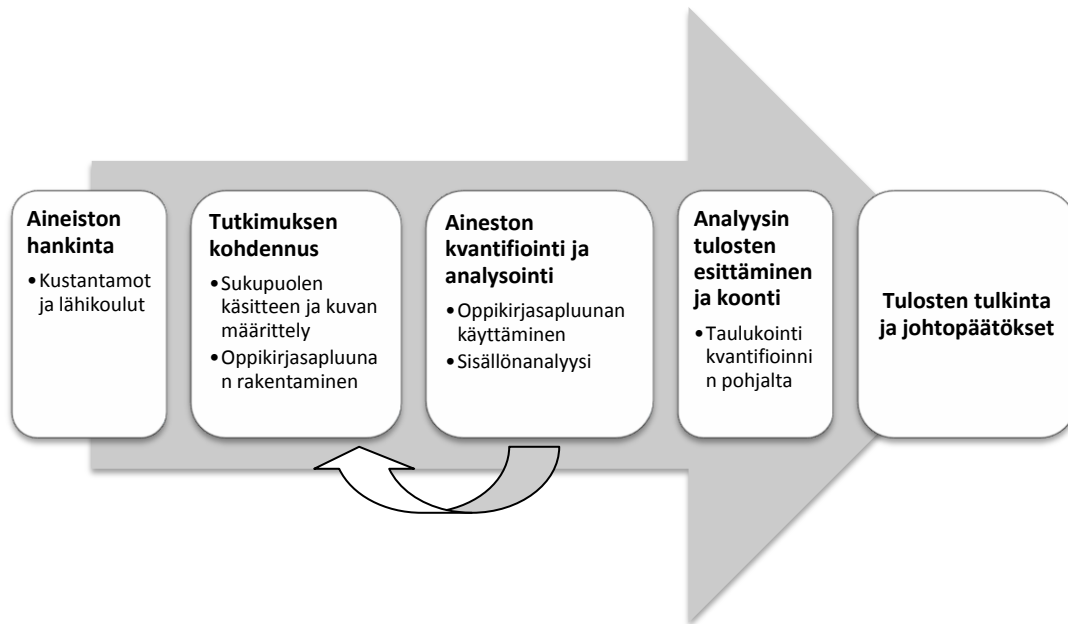 Aineiston
hankinta
•Kustantamot
ja lähikoulut
Tutkimuksen
kohdennus
•Sukupuolen
käsitteen ja kuvan
määrittely
•Oppikirjasapluuna
n rakentaminen
Aineston
kvantifiointi ja
analysointi
•Oppikirjasapluunan
käyttäminen
•Sisällönanalyysi
Analyysin
tulosten
esittäminen
ja koonti
•Taulukointi
kvantifioinni
n pohjalta
Tulosten tulkinta
ja johtopäätökset